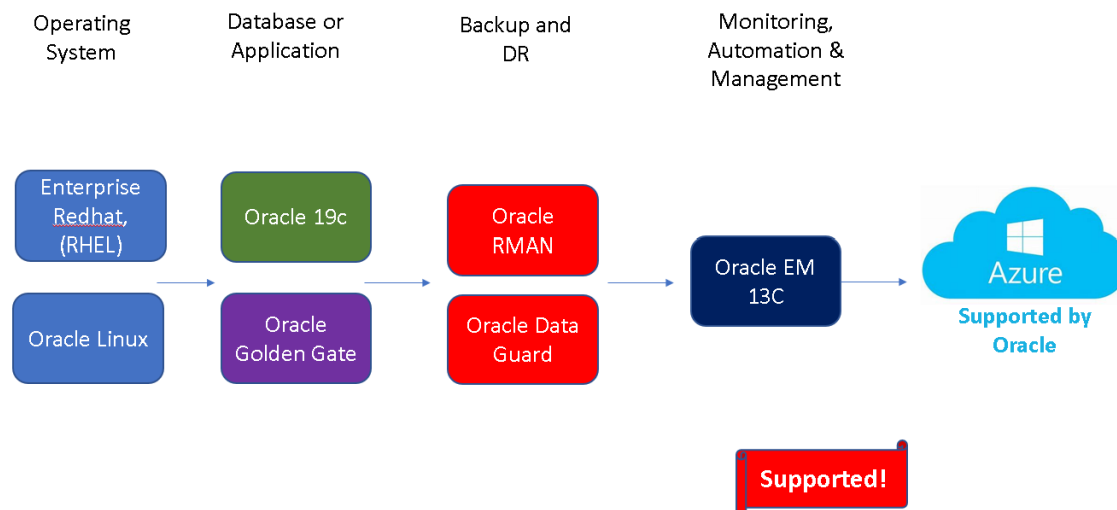 Operating
System
Database or
Application
Backup and
DR
Monitoring,
Automation &
Management
Enterprise
Redhat,
(RHEL)
Oracle Linux
Oracle 19c
Oracle
Golden Gate
Oracle
RMAN
Oracle Data
Guard
Oracle EM
13C
Azure
Supported by
Oracle
Supported!